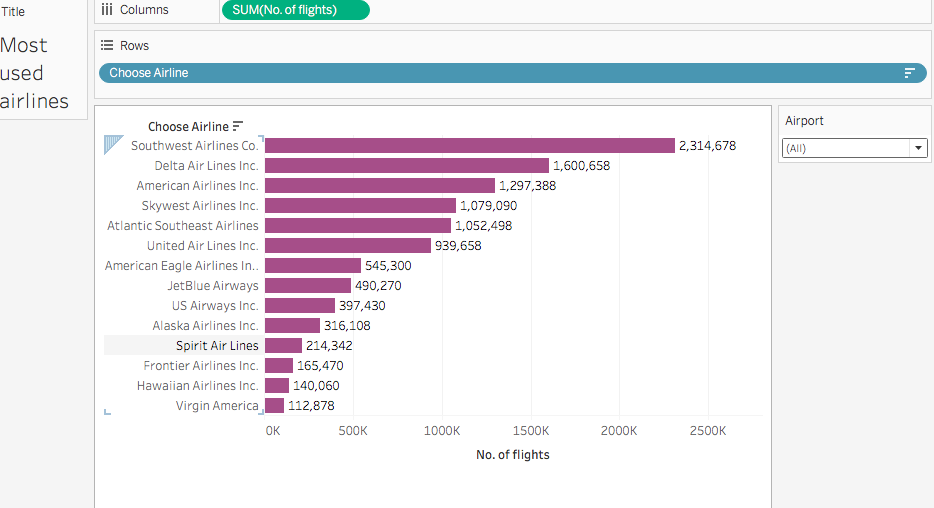 Title
Columns
SUM(No. of flights)
Most
used
airlines
Rows
Choose Airline
Airport
(All)
Choose Airline
Southwest Airlines Co. 2,314,678
Delta Air Lines Inc. 1,600,658
American Airlines Inc. 1,297,388
Skywest Airlines Inc. 1,079,090
Atlantic Southeast Airlines 1,052,498
United Air Lines Inc. 939,658
American Eagle Airlines In.. 545,300
JetBlue Airways 490,270
US Airways Inc. 397,430
Alaska Airlines Inc. 316,108
Spirit Air Lines 214,342
Frontier Airlines Inc. 165,470
Hawaiian Airlines Inc. 140,060
Virgin America 112,878
0K 500K 1000K 1500K 2000K 2500K
No. of flights